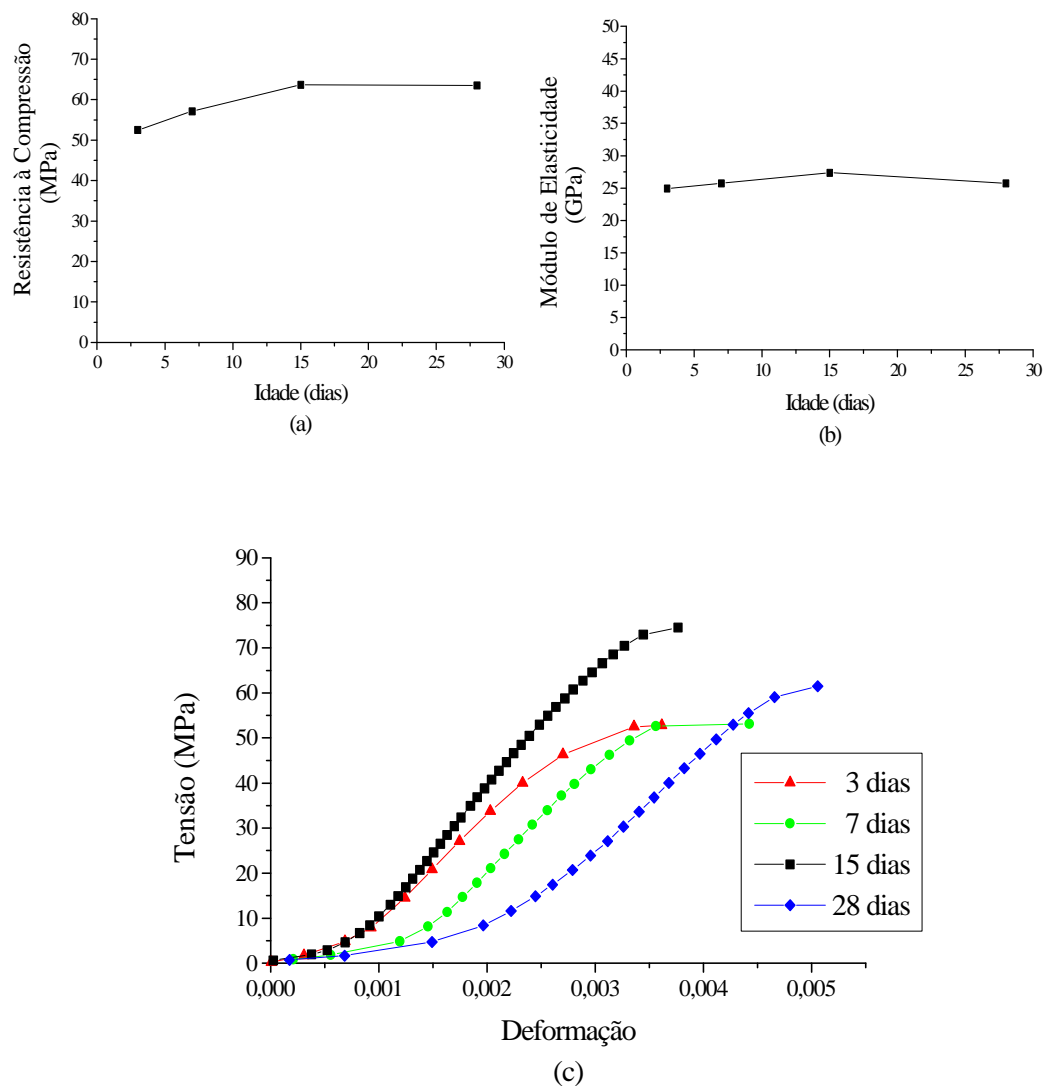 80
70
60
50
40
30
20
10
0
Resistência à Compressão
(MPa)
0 5 10 15 20 25 30
Idade (dias)
(a)
50
45
40
35
30
25
20
15
10
5
0
Módulo de Elasticidade
(GPa)
0 5 10 15 20 25 30
Idade (dias)
(b)
90
80
70
60
50
40
30
20
10
0
Tensão (MPa)
3 dias
7 dias
15 dias
28 dias
0,000 0,001 0,002 0,003 0,004 0,005
Deformação
(c)